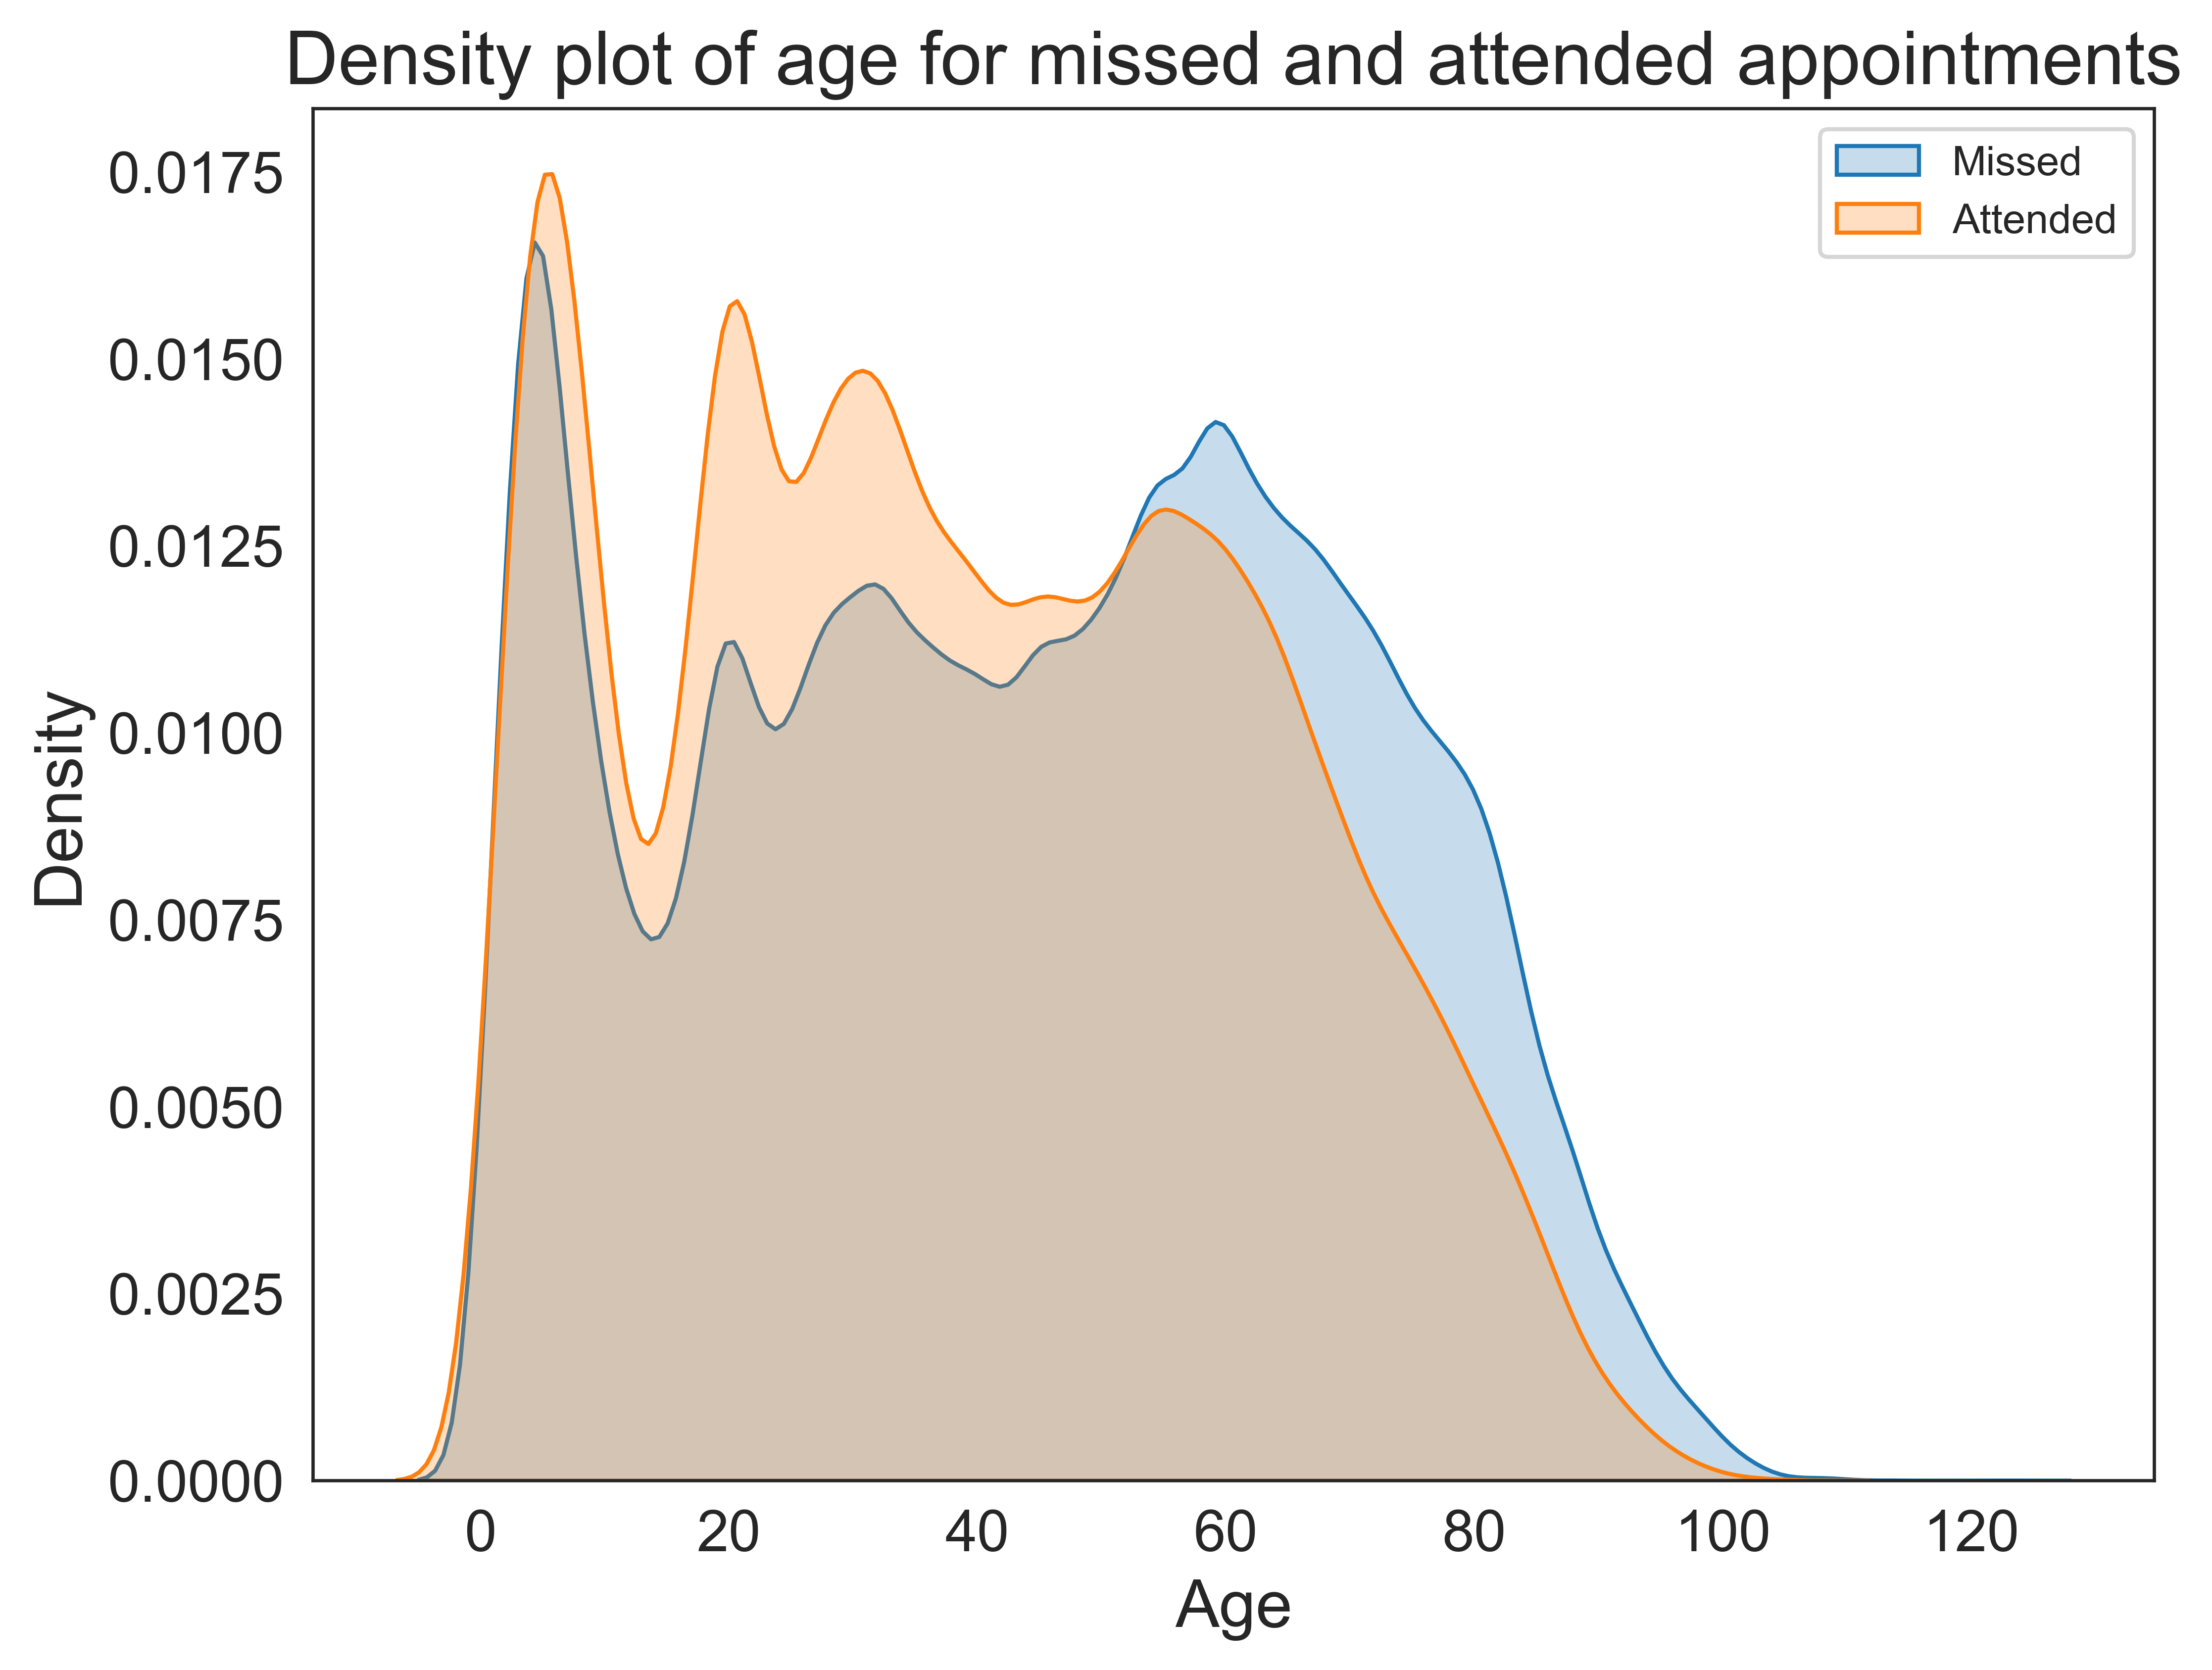 Density plot of age for missed and attended appointments
Missed
Attended
0.0175
0.0150
0.0125
0.0100
0.0075
0.0050
0.0025
0.0000
Density
0 20 40 60 80 100 120
Age